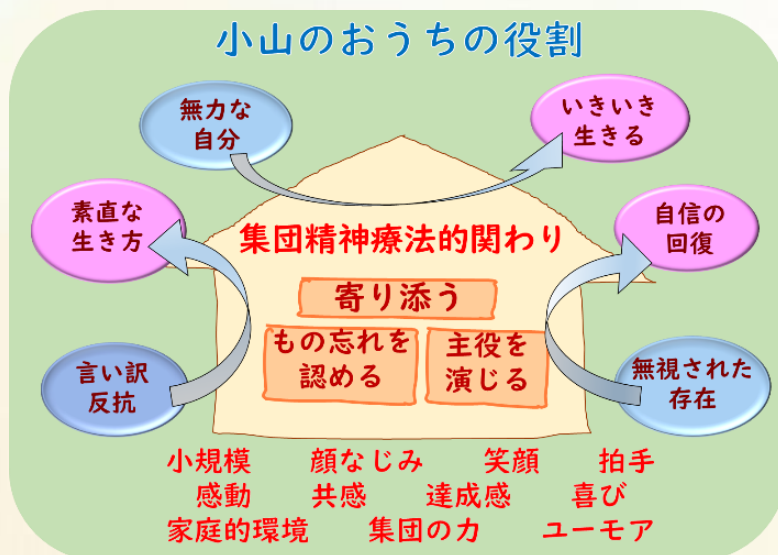 小山のおうちの役割
無力な
自分
いきいき
生きる
素直な
生き方
自信の
回復
集団精神療法的関わり
寄り添う
もの忘れを
認める
主役を
演じる
言い訳
反抗
無視された
存在
小規模 顔なじみ 笑顔 拍手
感動 共感 達成感 喜び
家庭的環境 集団の力 ユーモア